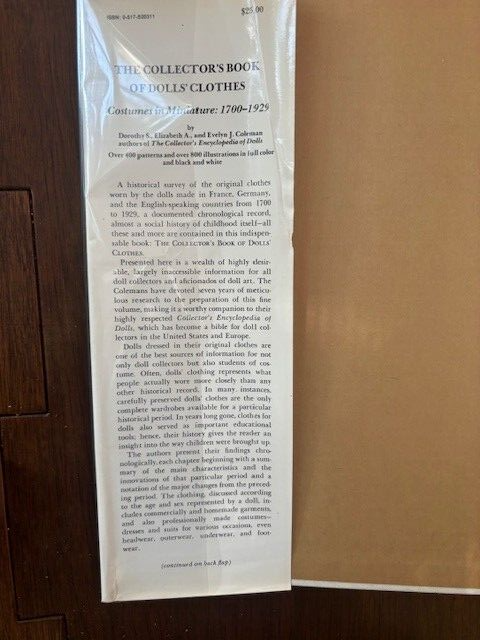 ISBN: 0-517-520311
$25.00
THE COLLECTOR'S BOOK
OF DOLLS' CLOTHES
Costumes in Miniature: 1700–1929
by
Dorothy S., Elizabeth A., and Evelyn J. Coleman
authors of The Collector's Encyclopedia of Dolls
Over 400 patterns and over 800 illustrations in full color
and black and white
A historical survey of the original clothes
worn by the dolls made in France, Germany,
and the English-speaking countries from 1700
to 1929, a documented chronological record,
almost a social history of childhood itself—all
these and more are contained in this indispen-
sable book: THE COLLECTOR'S BOOK OF DOLLS'
CLOTHES.
Presented here is a wealth of highly desir-
able, largely inaccessible information for all
doll collectors and aficionados of doll art. The
Colemans have devoted seven years of meticu-
lous research to the preparation of this fine
volume, making it a worthy companion to their
highly respected Collector's Encyclopedia of
Dolls, which has become a bible for doll col-
lectors in the United States and Europe.
Dolls dressed in their original clothes are
one of the best sources of information for not
only doll collectors but also students of cos-
tume. Often, dolls' clothing represents what
people actually wore more closely than any
other historical record. In many instances,
carefully preserved dolls' clothes are the only
complete wardrobes available for a particular
historical period. In years long gone, clothes for
dolls also served as important educational
tools; hence, their history gives the reader an
insight into the way children were brought up.
The authors present their findings chro-
nologically, each chapter beginning with a sum-
mary of the main characteristics and the
innovations of that particular period and a
notation of the major changes from the preced-
ing period. The clothing, discussed according
to the age and sex represented by a doll, in-
cludes commercially and homemade garments,
and also professionally made costumes—
dresses and suits for various occasions, even
headwear, outerwear, underwear, and foot-
wear.
(continued on back flap)